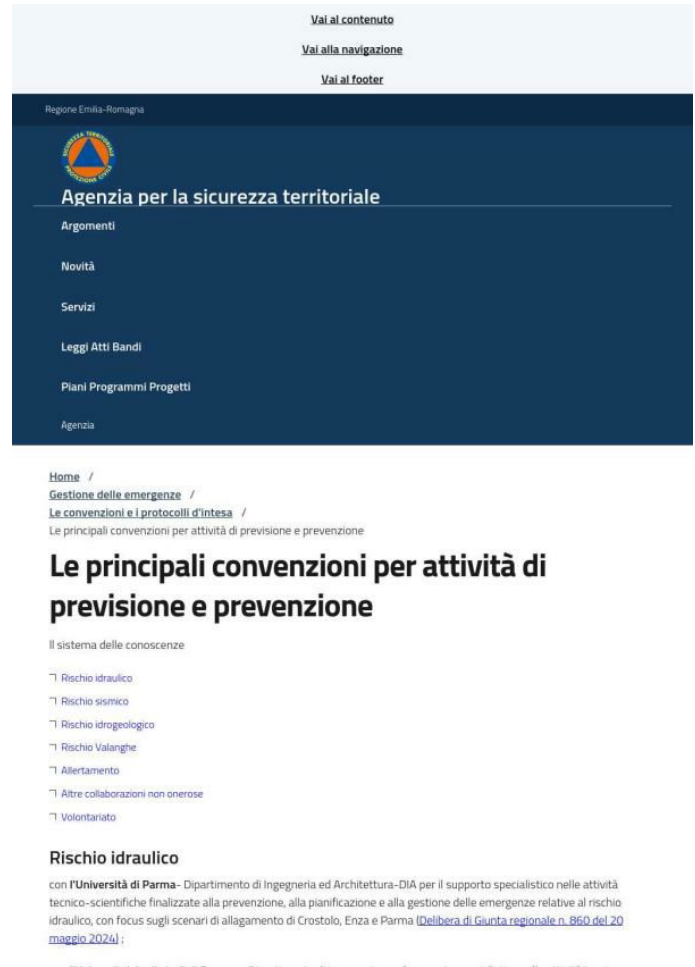 Vai al contenuto
Vai alla navigazione
Vai al footer
Regione Emilia-Romagna
SICUREZZA TERRITORIALE
PROTEZIONE CIVILE
Agenzia per la sicurezza territoriale
Argomenti
Novità
Servizi
Leggi Atti Bandi
Piani Programmi Progetti
Agenzia
Home /
Gestione delle emergenze /
Le convenzioni e i protocolli d'intesa /
Le principali convenzioni per attività di previsione e prevenzione
Le principali convenzioni per attività di
previsione e prevenzione
Il sistema delle conoscenze
Rischio idraulico
Rischio sismico
Rischio idrogeologico
Rischio Valanghe
Allertamento
Altre collaborazioni non onerose
Volontariato
Rischio idraulico
con l'Università di Parma- Dipartimento di Ingegneria ed Architettura-DIA per il supporto specialistico nelle attività
tecnico-scientifiche finalizzate alla prevenzione, alla pianificazione e alla gestione delle emergenze relative al rischio
idraulico, con focus sugli scenari di allagamento di Crostolo, Enza e Parma (Delibera di Giunta regionale n. 860 del 20
maggio 2024) ;